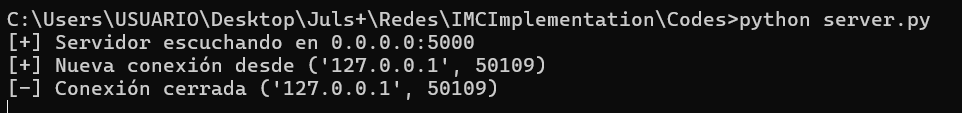 C:\Users\USUARIO\Desktop\Juls+\Redes\IMCImplementation\Codes>python server.py
[+] Servidor escuchando en 0.0.0.0:5000
[+] Nueva conexión desde ('127.0.0.1', 50109)
[-] Conexión cerrada ('127.0.0.1', 50109)